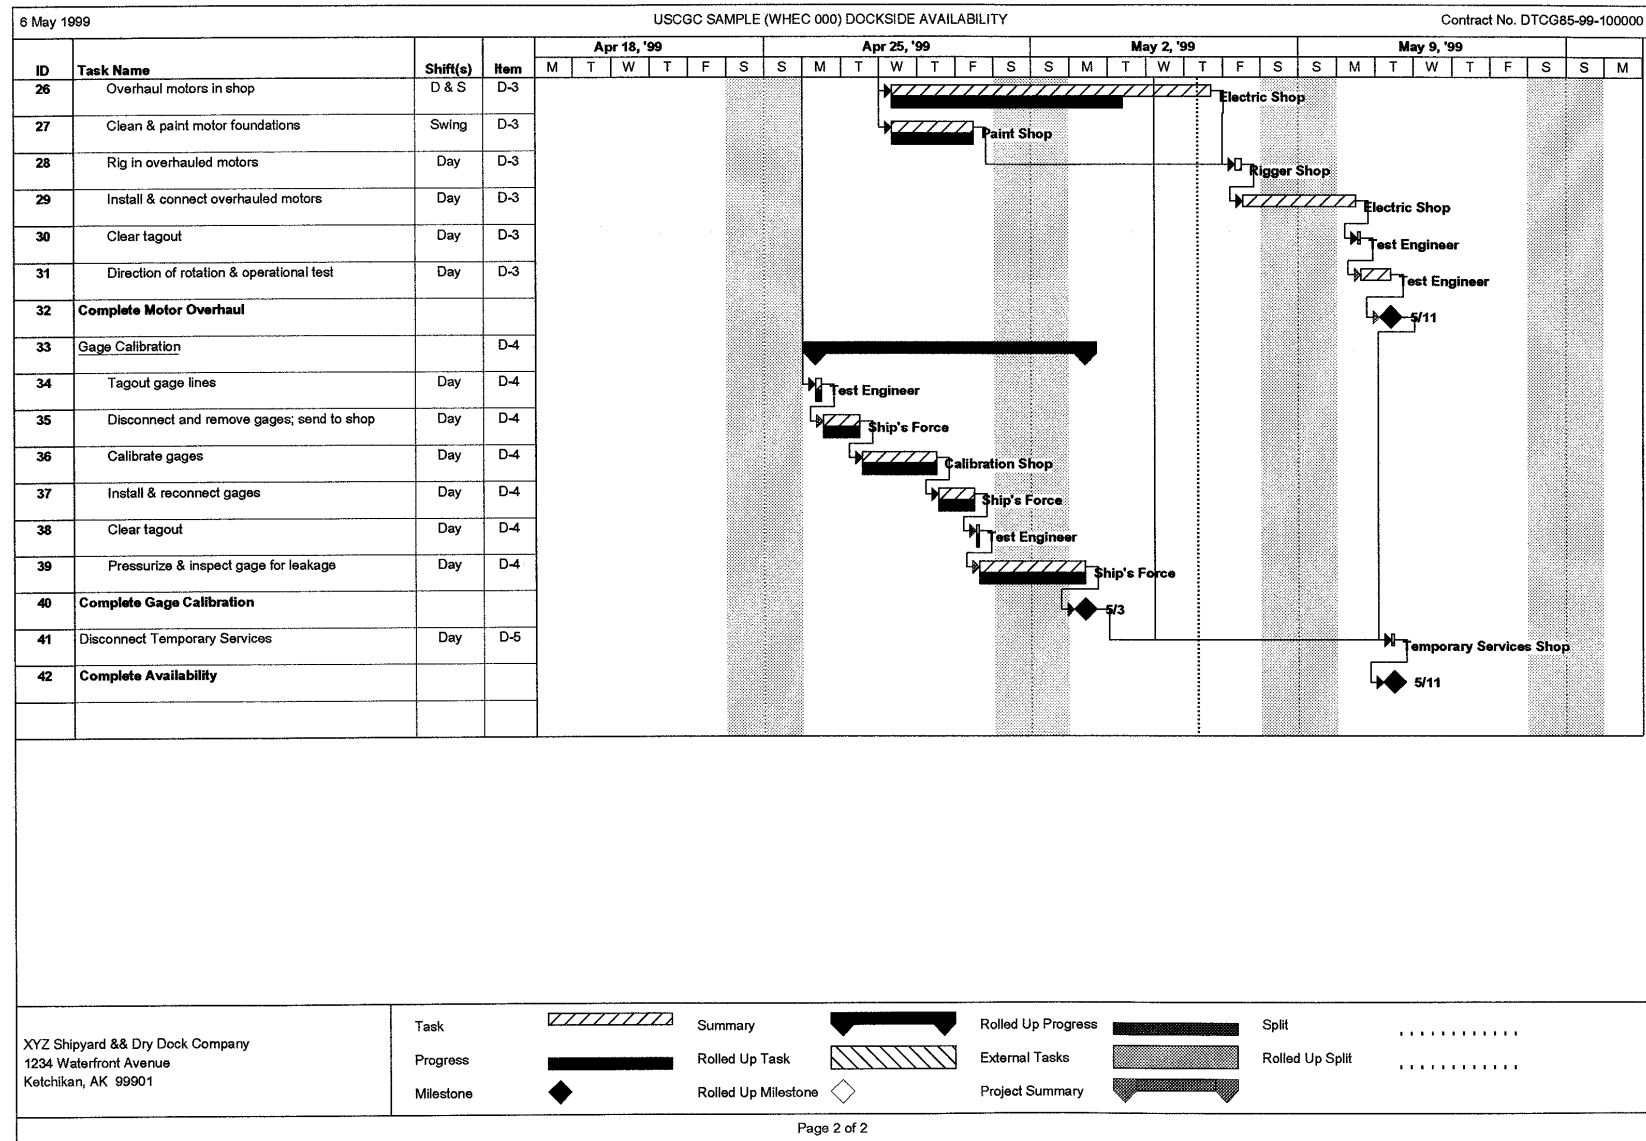 6 May 1999 USCGC SAMPLE (WHEC 000) DOCKSIDE AVAILABILITY Contract No. DTCG85-99-100000
Apr 18, '99 Apr 25, '99 May 2, '99 May 9, '99
ID Task Name Shift(s) Item M T W T F S S M T W T F S S M T W T F S S M T W T F S S M
26 Overhaul motors in shop D & S D-3 Electric Shop
27 Clean & paint motor foundations Swing D-3 Paint Shop
28 Rig in overhauled motors Day D-3 Rigger Shop
29 Install & connect overhauled motors Day D-3 Electric Shop
30 Clear tagout Day D-3 Test Engineer
31 Direction of rotation & operational test Day D-3 Test Engineer
32 Complete Motor Overhaul 5/11
33 Gage Calibration D-4
34 Tagout gage lines Day D-4 Test Engineer
35 Disconnect and remove gages; send to shop Day D-4 Ship's Force
36 Calibrate gages Day D-4 Calibration Shop
37 Install & reconnect gages Day D-4 Ship's Force
38 Clear tagout Day D-4 Test Engineer
39 Pressurize & inspect gage for leakage Day D-4 Ship's Force
40 Complete Gage Calibration 5/3
41 Disconnect Temporary Services Day D-5 Temporary Services Shop
42 Complete Availability 5/11
XYZ Shipyard && Dry Dock Company
1234 Waterfront Avenue
Ketchikan, AK 99901
Task Summary Rolled Up Progress Split
Progress Rolled Up Task External Tasks Rolled Up Split
Milestone Rolled Up Milestone Project Summary
Page 2 of 2